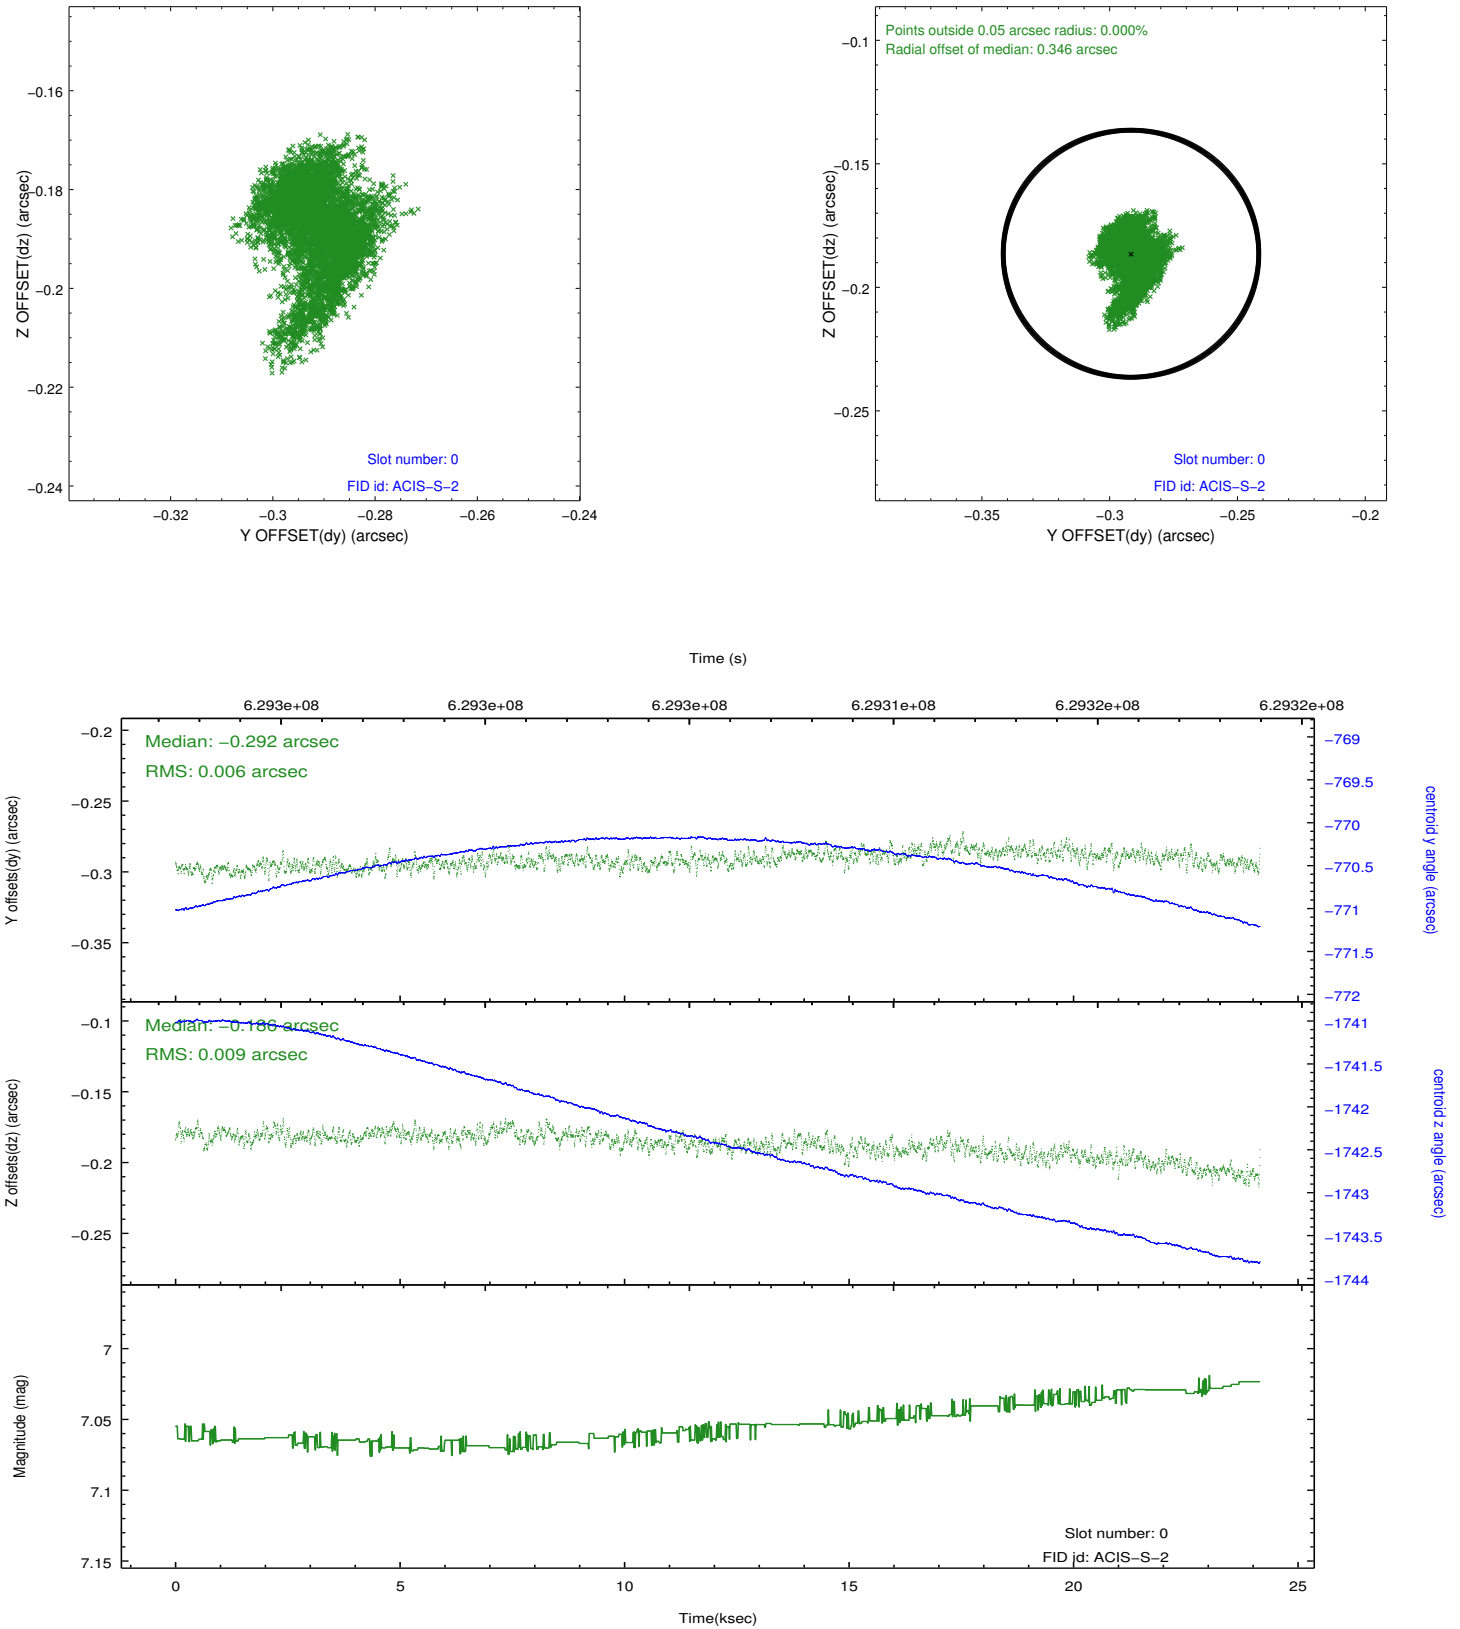 −0.16
−0.18
−0.2
−0.22
−0.24
Z OFFSET(dz) (arcsec)
Slot number: 0
FID id: ACIS−S−2
−0.32
−0.3
−0.28
−0.26
−0.24
Y OFFSET(dy) (arcsec)
Points outside 0.05 arcsec radius: 0.000%
Radial offset of median: 0.346 arcsec
−0.1
−0.15
−0.2
−0.25
Z OFFSET(dz) (arcsec)
Slot number: 0
FID id: ACIS−S−2
−0.35
−0.3
−0.25
−0.2
Y OFFSET(dy) (arcsec)
Time (s)
6.293e+08
6.293e+08
6.293e+08
6.2931e+08
6.2932e+08
6.2932e+08
Median: −0.292 arcsec
RMS: 0.006 arcsec
−0.2
−0.25
−0.3
−0.35
Y offsets(dy) (arcsec)
−769
−769.5
−770
−770.5
−771
−771.5
−772
centroid y angle (arcsec)
Median: −0.186 arcsec
RMS: 0.009 arcsec
−0.1
−0.15
−0.2
−0.25
Z offsets(dz) (arcsec)
−1741
−1741.5
−1742
−1742.5
−1743
−1743.5
−1744
centroid z angle (arcsec)
7
7.05
7.1
7.15
Magnitude (mag)
Slot number: 0
FID id: ACIS−S−2
0
5
10
15
20
25
Time(ksec)